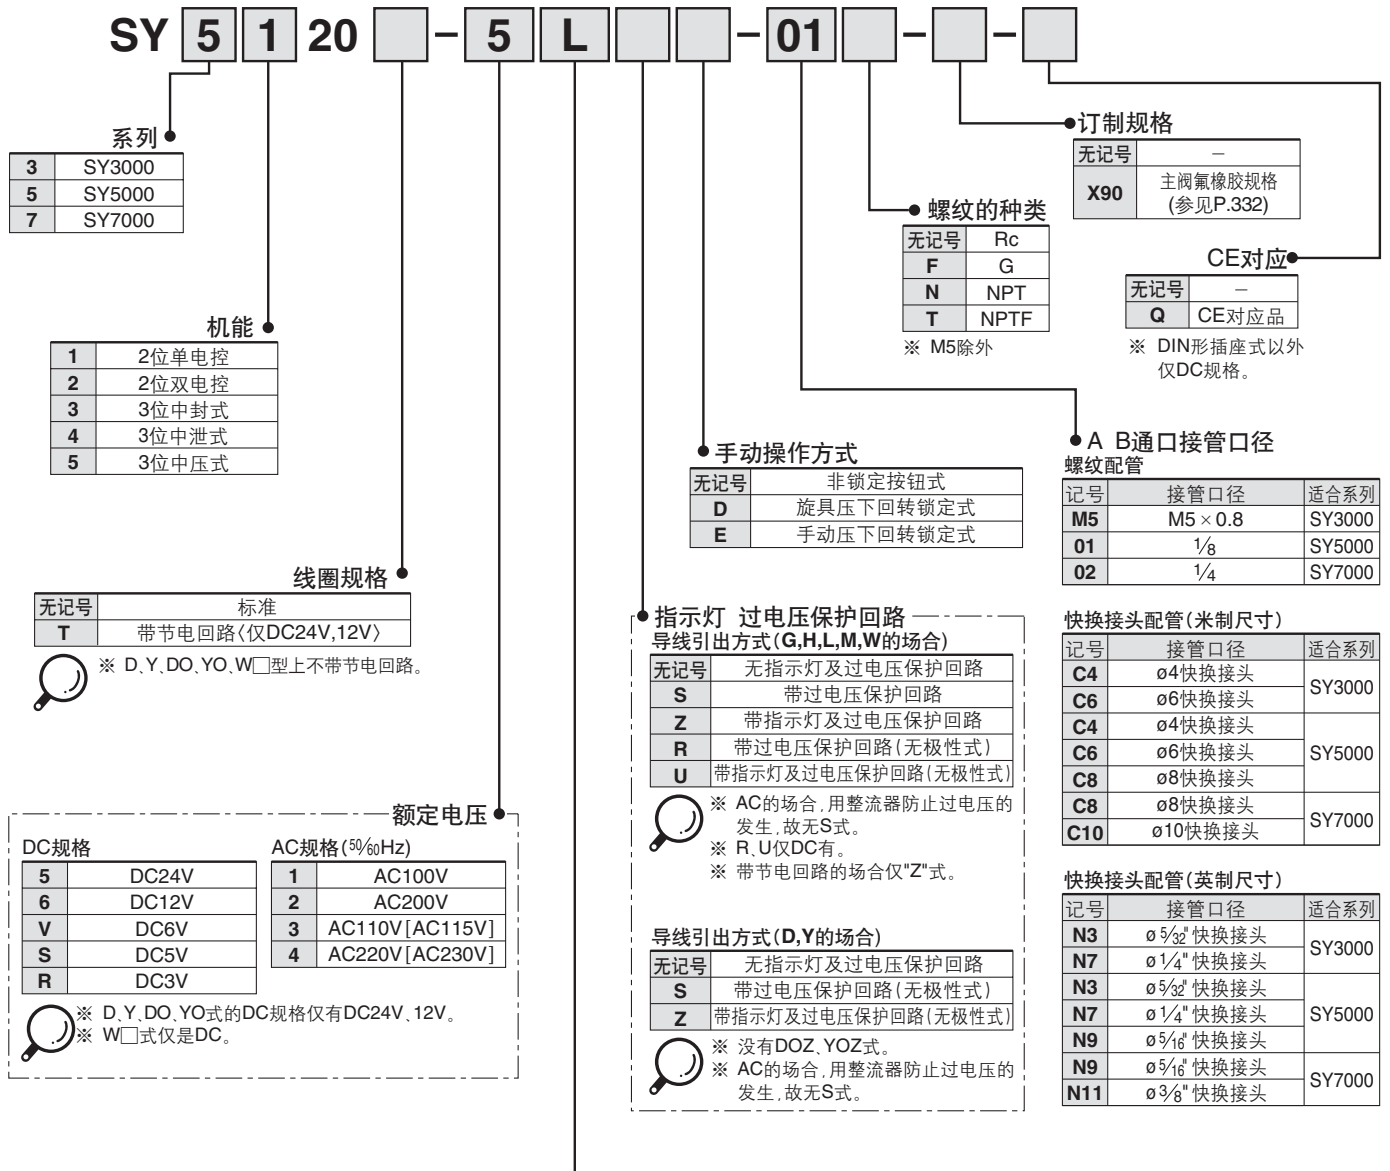 SY 5 1 20 - 5 L - 01 - -
系列
3 SY3000
5 SY5000
7 SY7000
机能
1 2位单电控
2 2位双电控
3 3位中封式
4 3位中泄式
5 3位中压式
线圈规格
无记号 标准
T 带节电回路〈仅DC24V,12V〉
※ D、Y、DO、YO、W□型上不带节电回路。
额定电压
DC规格
5 DC24V
6 DC12V
V DC6V
S DC5V
R DC3V
AC规格(50/60Hz)
1 AC100V
2 AC200V
3 AC110V[AC115V]
4 AC220V[AC230V]
※ D、Y、DO、YO式的DC规格仅有DC24V、12V。
※ W□式仅是DC。
订制规格
无记号 –
X90 主阀氟橡胶规格
(参见P.332)
螺纹的种类
无记号 Rc
F G
N NPT
T NPTF
※ M5除外
CE对应
无记号 –
Q CE对应品
※ DIN形插座式以外
仅DC规格。
手动操作方式
无记号 非锁定按钮式
D 旋具压下回转锁定式
E 手动压下回转锁定式
指示灯 过电压保护回路
导线引出方式(G,H,L,M,W的场合)
无记号 无指示灯及过电压保护回路
S 带过电压保护回路
Z 带指示灯及过电压保护回路
R 带过电压保护回路(无极性式)
U 带指示灯及过电压保护回路(无极性式)
※ AC的场合,用整流器防止过电压的
发生,故无S式。
※ R、U仅DC有。
※ 带节电回路的场合仅"Z"式。
导线引出方式(D,Y的场合)
无记号 无指示灯及过电压保护回路
S 带过电压保护回路(无极性式)
Z 带指示灯及过电压保护回路(无极性式)
※ 没有DOZ、YOZ式。
※ AC的场合,用整流器防止过电压的
发生,故无S式。
A B通口接管口径
螺纹配管
记号 接管口径 适合系列
M5 M5×0.8 SY3000
01 1/8 SY5000
02 1/4 SY7000
快换接头配管(米制尺寸)
记号 接管口径 适合系列
C4 ø4快换接头 SY3000
C6 ø6快换接头
C4 ø4快换接头 SY5000
C6 ø6快换接头
C8 ø8快换接头
C8 ø8快换接头 SY7000
C10 ø10快换接头
快换接头配管(英制尺寸)
记号 接管口径 适合系列
N3 ø5/32"快换接头 SY3000
N7 ø1/4"快换接头
N3 ø5/32"快换接头 SY5000
N7 ø1/4"快换接头
N9 ø5/16"快换接头
N9 ø5/16"快换接头 SY7000
N11 ø3/8"快换接头